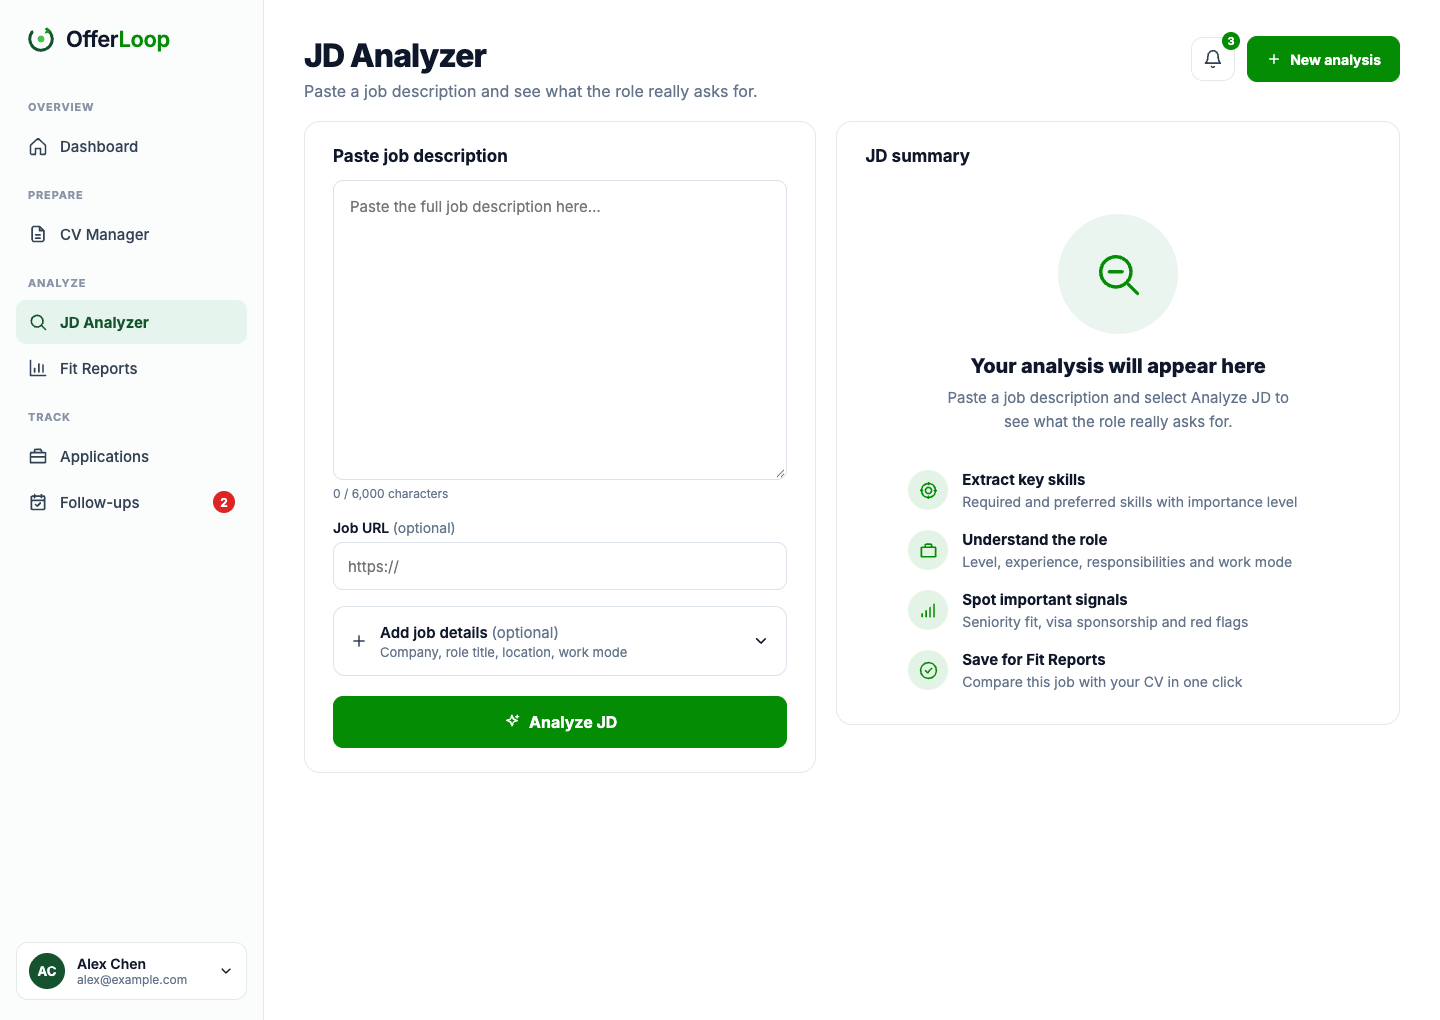 OfferLoop
OVERVIEW
Dashboard
PREPARE
CV Manager
ANALYZE
JD Analyzer
Fit Reports
TRACK
Applications
Follow-ups 2
AC
Alex Chen
alex@example.com
JD Analyzer
Paste a job description and see what the role really asks for.
3
+ New analysis
Paste job description
Paste the full job description here...
0 / 6,000 characters
Job URL (optional)
https://
Add job details (optional)
Company, role title, location, work mode
Analyze JD
JD summary
Your analysis will appear here
Paste a job description and select Analyze JD to
see what the role really asks for.
Extract key skills
Required and preferred skills with importance level
Understand the role
Level, experience, responsibilities and work mode
Spot important signals
Seniority fit, visa sponsorship and red flags
Save for Fit Reports
Compare this job with your CV in one click